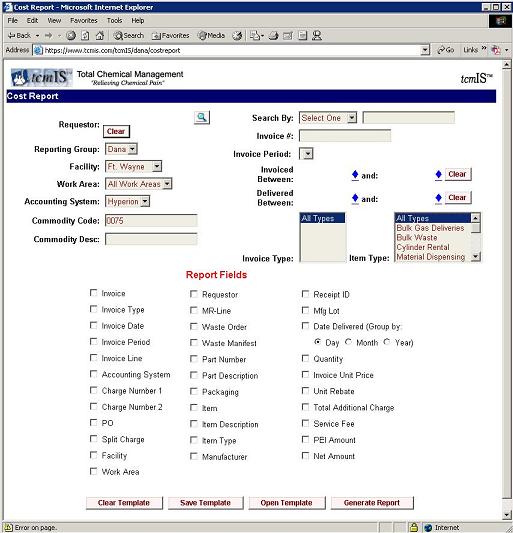 Cost Report - Microsoft Internet Explorer
File Edit View Favorites Tools Help
Back Search Favorites Media
Address https://www.tcmis.com/tcmIS/dana/costreport Go Links »
tcmIS Total Chemical Management
"Relieving Chemical Pain"
tcmIS™
Cost Report
Requestor:
Clear
Reporting Group: Dana
Facility: Ft. Wayne
Work Area: All Work Areas
Accounting System: Hyperion
Commodity Code: 0075
Commodity Desc:
Search By: Select One
Invoice #:
Invoice Period:
Invoiced Between: and: Clear
Delivered Between: and: Clear
Invoice Type: All Types
Item Type: All Types
Bulk Gas Deliveries
Bulk Waste
Cylinder Rental
Material Dispensing
Report Fields
Invoice Requestor Receipt ID
Invoice Type MR-Line Mfg Lot
Invoice Date Waste Order Date Delivered (Group by:
Invoice Period Waste Manifest Day Month Year)
Invoice Line Part Number Quantity
Accounting System Part Description Invoice Unit Price
Charge Number 1 Packaging Unit Rebate
Charge Number 2 Item Total Additional Charge
PO Item Description Service Fee
Split Charge Item Type PEI Amount
Facility Manufacturer Net Amount
Work Area
Clear Template Save Template Open Template Generate Report
Error on page. Internet